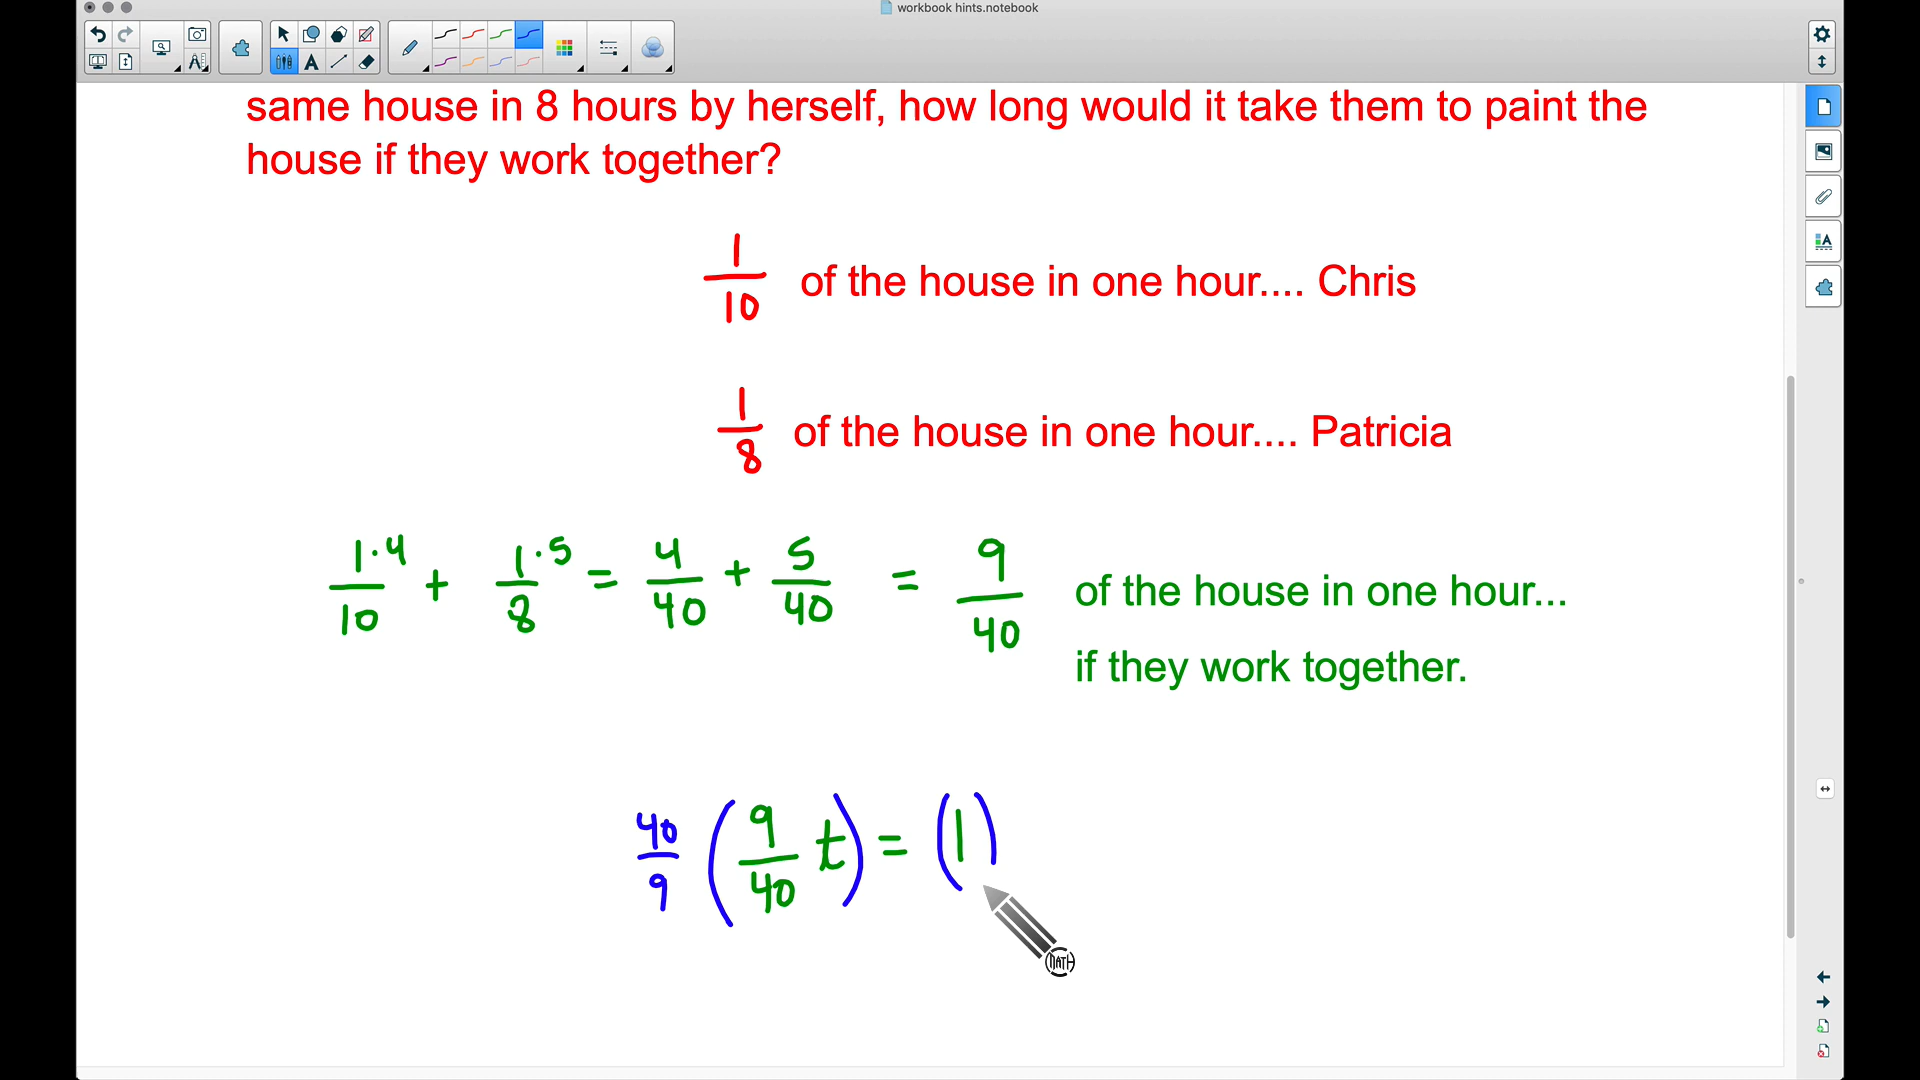 workbook hints.notebook
same house in 8 hours by herself, how long would it take them to paint the
house if they work together?
1/10 of the house in one hour.... Chris
1/8 of the house in one hour.... Patricia
1·4/10 + 1·5/8 = 4/40 + 5/40 = 9/40 of the house in one hour...
if they work together.
40/9 (9/40 t) = (1)
MATH